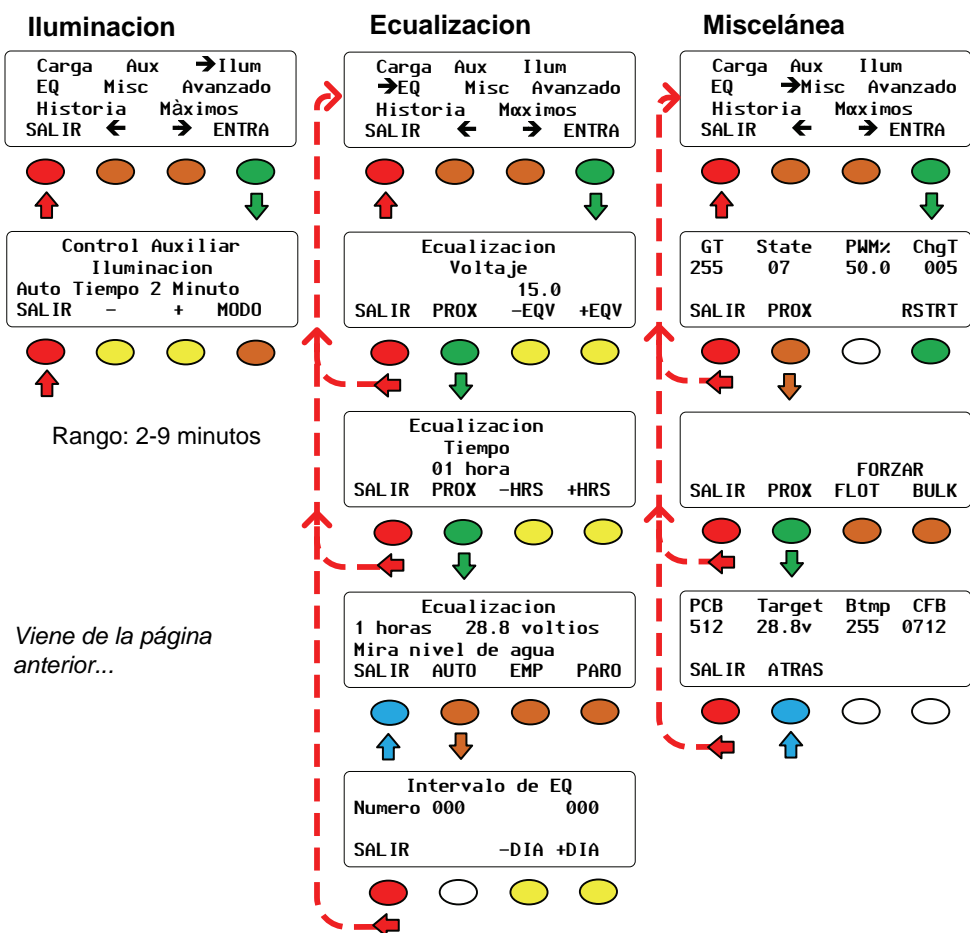 Iluminacion
Carga Aux →Ilum
EQ Misc Avanzado
Historia Màximos
SALIR ← → ENTRA
Control Auxiliar
Iluminacion
Auto Tiempo 2 Minuto
SALIR - + MODO
Rango: 2-9 minutos
Viene de la página
anterior...
Ecualizacion
Carga Aux Ilum
→EQ Misc Avanzado
Historia Mαximos
SALIR ← → ENTRA
Ecualizacion
Voltaje
15.0
SALIR PROX -EQV +EQV
Ecualizacion
Tiempo
01 hora
SALIR PROX -HRS +HRS
Ecualizacion
1 horas 28.8 voltios
Mira nivel de agua
SALIR AUTO EMP PARO
Intervalo de EQ
Numero 000 000
SALIR -DIA +DIA
Miscelánea
Carga Aux Ilum
EQ →Misc Avanzado
Historia Mαximos
SALIR ← → ENTRA
GT State PWM% ChgT
255 07 50.0 005
SALIR PROX RSTRT
FORZAR
SALIR PROX FLOT BULK
PCB Target Btmp CFB
512 28.8v 255 0712
SALIR ATRAS